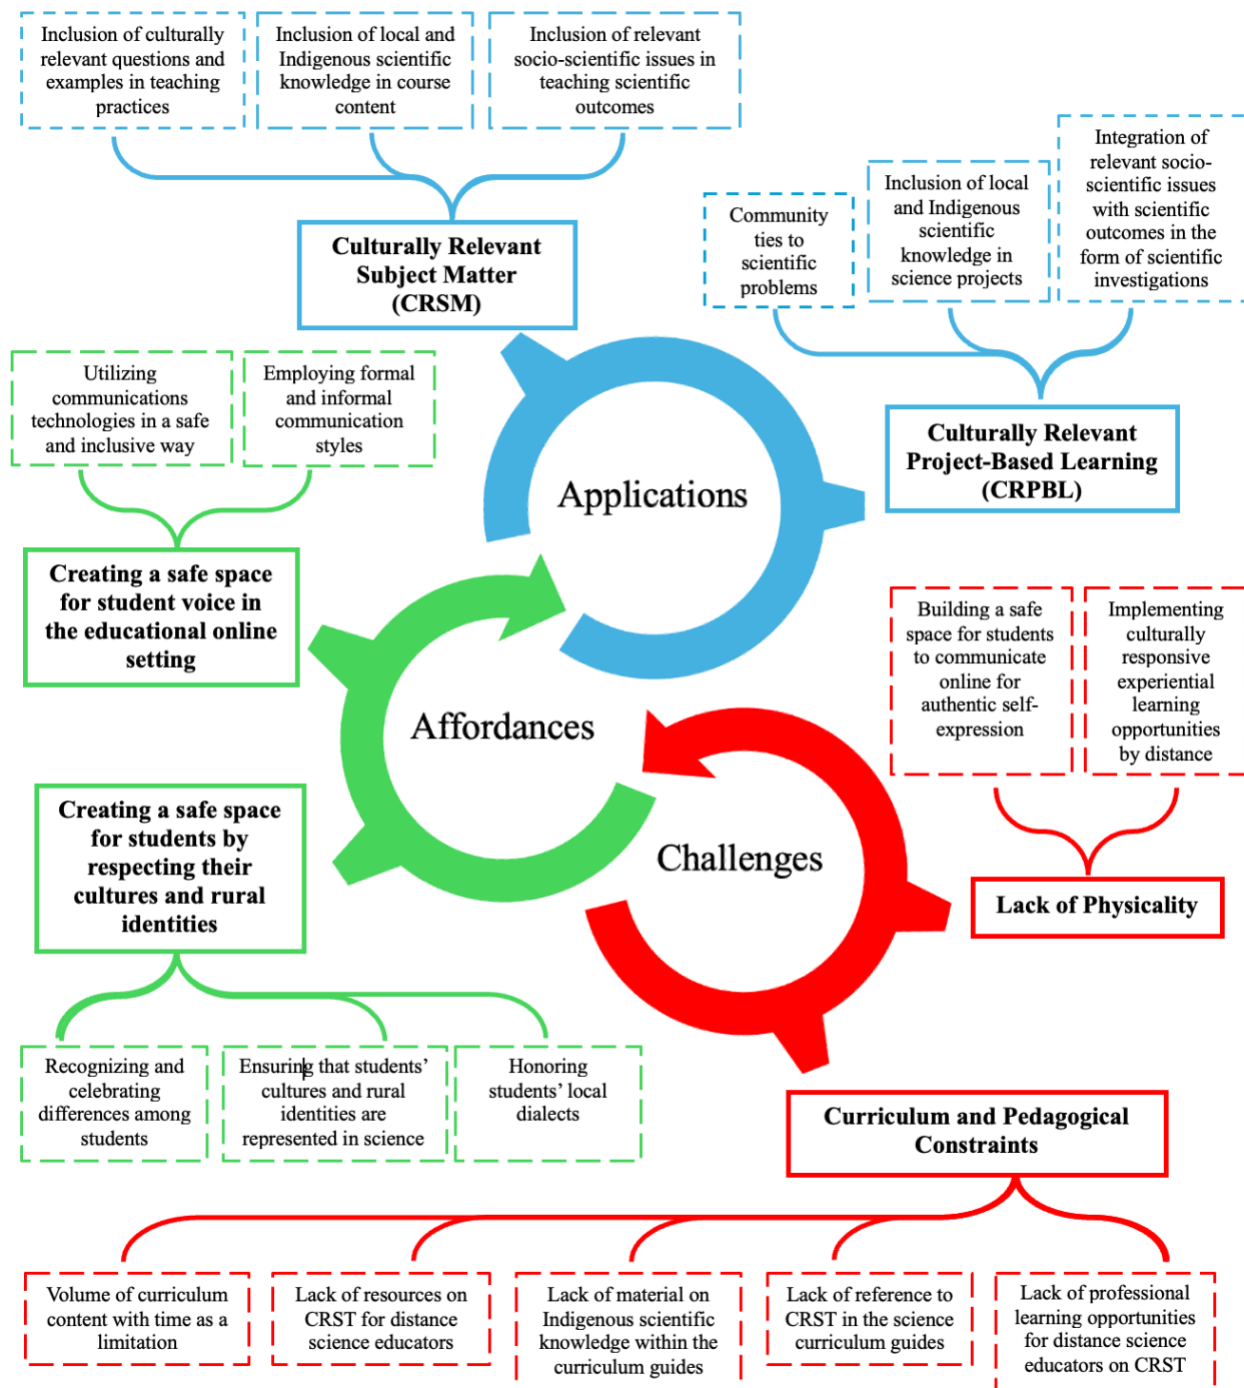 Inclusion of culturally
relevant questions and
examples in teaching
practices
Inclusion of local and
Indigenous scientific
knowledge in course
content
Inclusion of relevant
socio-scientific issues in
teaching scientific
outcomes
Culturally Relevant
Subject Matter
(CRSM)
Community
ties to
scientific
problems
Inclusion of local
and Indigenous
scientific
knowledge in
science projects
Integration of
relevant socio-
scientific issues
with scientific
outcomes in the
form of scientific
investigations
Culturally Relevant
Project-Based Learning
(CRPBL)
Applications
Utilizing
communications
technologies in a safe
and inclusive way
Employing formal
and informal
communication
styles
Creating a safe space
for student voice in
the educational online
setting
Affordances
Creating a safe space
for students by
respecting their
cultures and rural
identities
Recognizing and
celebrating
differences among
students
Ensuring that students’
cultures and rural
identities are
represented in science
Honoring
students’ local
dialects
Building a safe
space for students
to communicate
online for
authentic self-
expression
Implementing
culturally
responsive
experiential
learning
opportunities
by distance
Lack of Physicality
Challenges
Curriculum and Pedagogical
Constraints
Volume of curriculum
content with time as a
limitation
Lack of resources on
CRST for distance
science educators
Lack of material on
Indigenous scientific
knowledge within the
curriculum guides
Lack of reference to
CRST in the science
curriculum guides
Lack of professional
learning opportunities
for distance science
educators on CRST